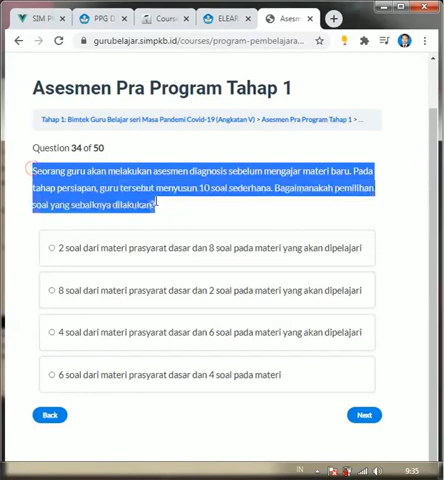 SIM P
PPG D
Course
ELEAR
Asesm
gurubelajar.simpkb.id/courses/program-pembelajara...
Asesmen Pra Program Tahap 1
Tahap 1: Bimtek Guru Belajar seri Masa Pandemi Covid-19 (Angkatan V) > Asesmen Pra Program Tahap 1 > ...
Question 34 of 50
Seorang guru akan melakukan asesmen diagnosis sebelum mengajar materi baru. Pada
tahap persiapan, guru tersebut menyusun 10 soal sederhana. Bagaimanakah pemilihan
soal yang sebaiknya dilakukan?
2 soal dari materi prasyarat dasar dan 8 soal pada materi yang akan dipelajari
8 soal dari materi prasyarat dasar dan 2 soal pada materi yang akan dipelajari
4 soal dari materi prasyarat dasar dan 6 soal pada materi yang akan dipelajari
6 soal dari materi prasyarat dasar dan 4 soal pada materi
Back
Next
IN
9:35